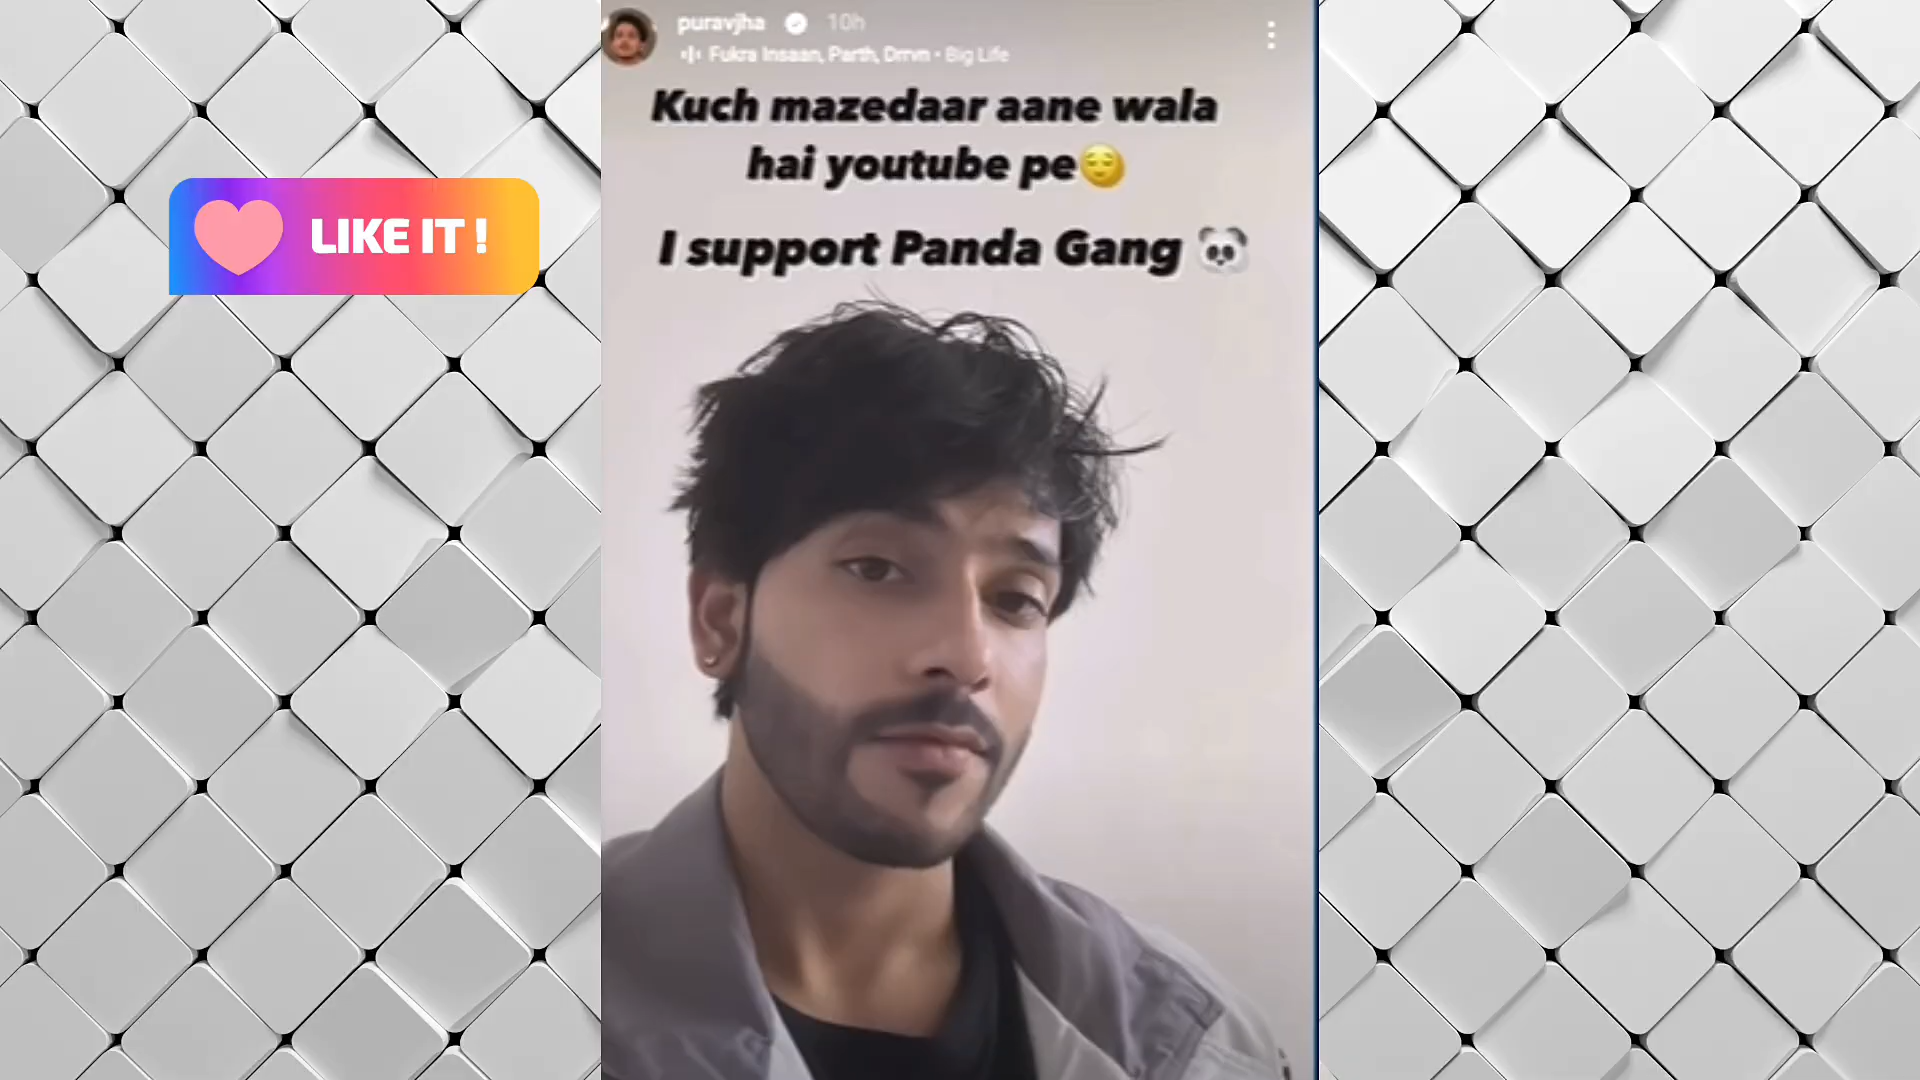 puravjha 10h
Fukra Insaan, Parth, Drrvn • Big Life
Kuch mazedaar aane wala
hai youtube pe😌
I support Panda Gang 🐼
LIKE IT !